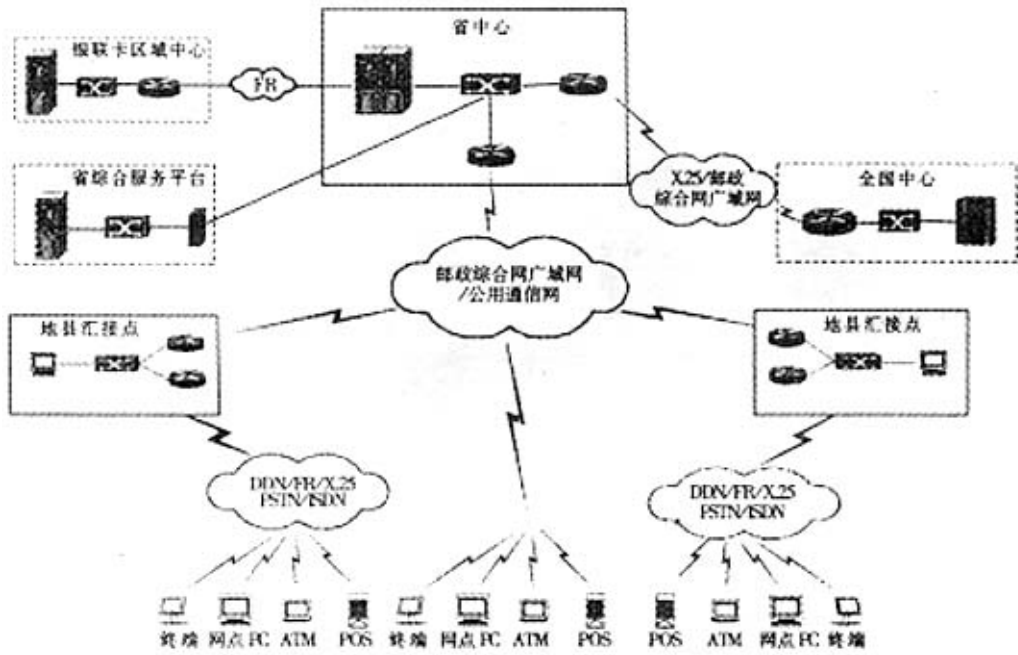 省中心
银联卡区域中心
FR
省综合服务平台
X.25/邮政
综合网广域网
全国中心
邮政综合网广域网
/公用通信网
地县汇接点
地县汇接点
DDN/FR/X.25
PSTN/ISDN
DDN/FR/X.25
PSTN/ISDN
终端 网点PC ATM POS 终端 网点PC ATM POS POS ATM 网点PC 终端